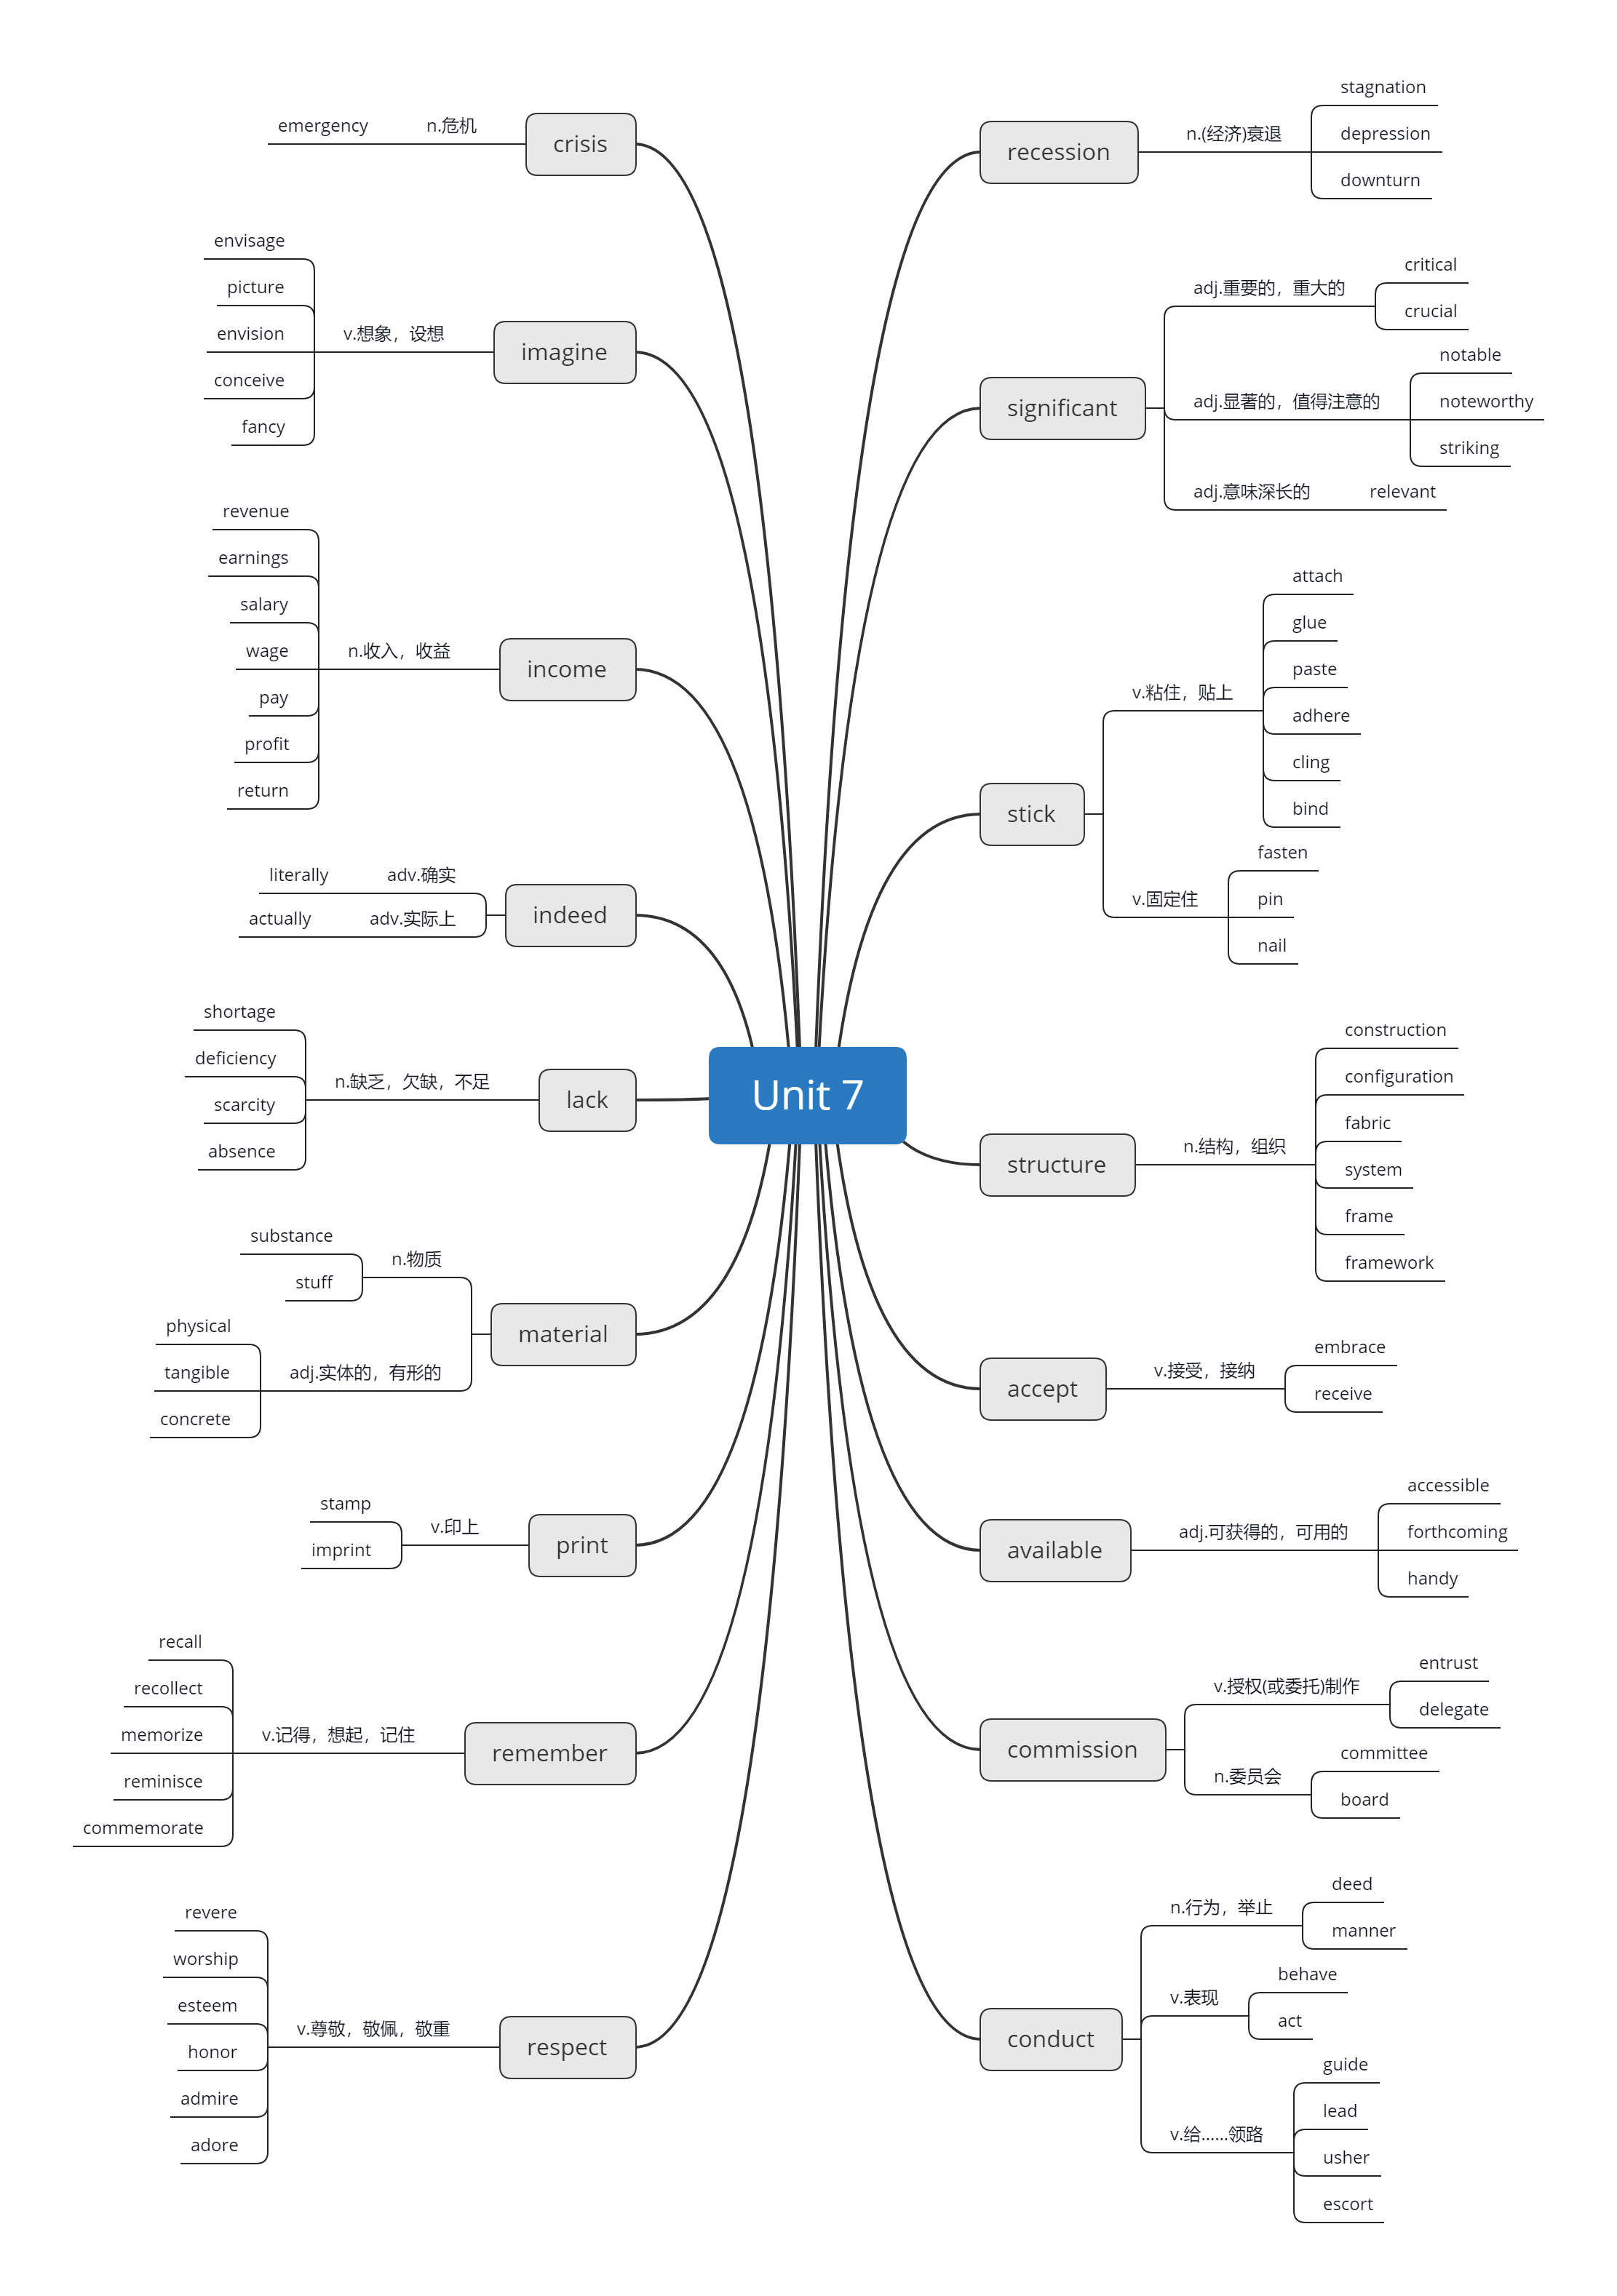 Unit 7
crisis
n.危机
emergency
imagine
v.想象，设想
envisage
picture
envision
conceive
fancy
income
n.收入，收益
revenue
earnings
salary
wage
pay
profit
return
indeed
adv.确实
literally
adv.实际上
actually
lack
n.缺乏，欠缺，不足
shortage
deficiency
scarcity
absence
material
n.物质
substance
stuff
adj.实体的，有形的
physical
tangible
concrete
print
v.印上
stamp
imprint
remember
v.记得，想起，记住
recall
recollect
memorize
reminisce
commemorate
respect
v.尊敬，敬佩，敬重
revere
worship
esteem
honor
admire
adore
recession
n.(经济)衰退
stagnation
depression
downturn
significant
adj.重要的，重大的
critical
crucial
adj.显著的，值得注意的
notable
noteworthy
striking
adj.意味深长的
relevant
stick
v.粘住，贴上
attach
glue
paste
adhere
cling
bind
v.固定住
fasten
pin
nail
structure
n.结构，组织
construction
configuration
fabric
system
frame
framework
accept
v.接受，接纳
embrace
receive
available
adj.可获得的，可用的
accessible
forthcoming
handy
commission
v.授权(或委托)制作
entrust
delegate
n.委员会
committee
board
conduct
n.行为，举止
deed
manner
v.表现
behave
act
v.给……领路
guide
lead
usher
escort